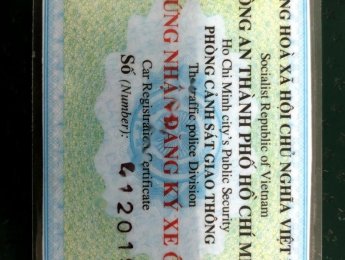 NG HOÀ XÃ HỘI CHỦ NGHĨA VIỆT
Socialist Republic of Vietnam
ÔNG AN THÀNH PHỐ HỒ CHÍ M
Ho Chi Minh city's Public Security
PHÒNG CẢNH SÁT GIAO THÔNG
The traffic police Division
ỨNG NHẬN ĐĂNG KÝ XE Ô
Car Registration Certificate
Số (Number):